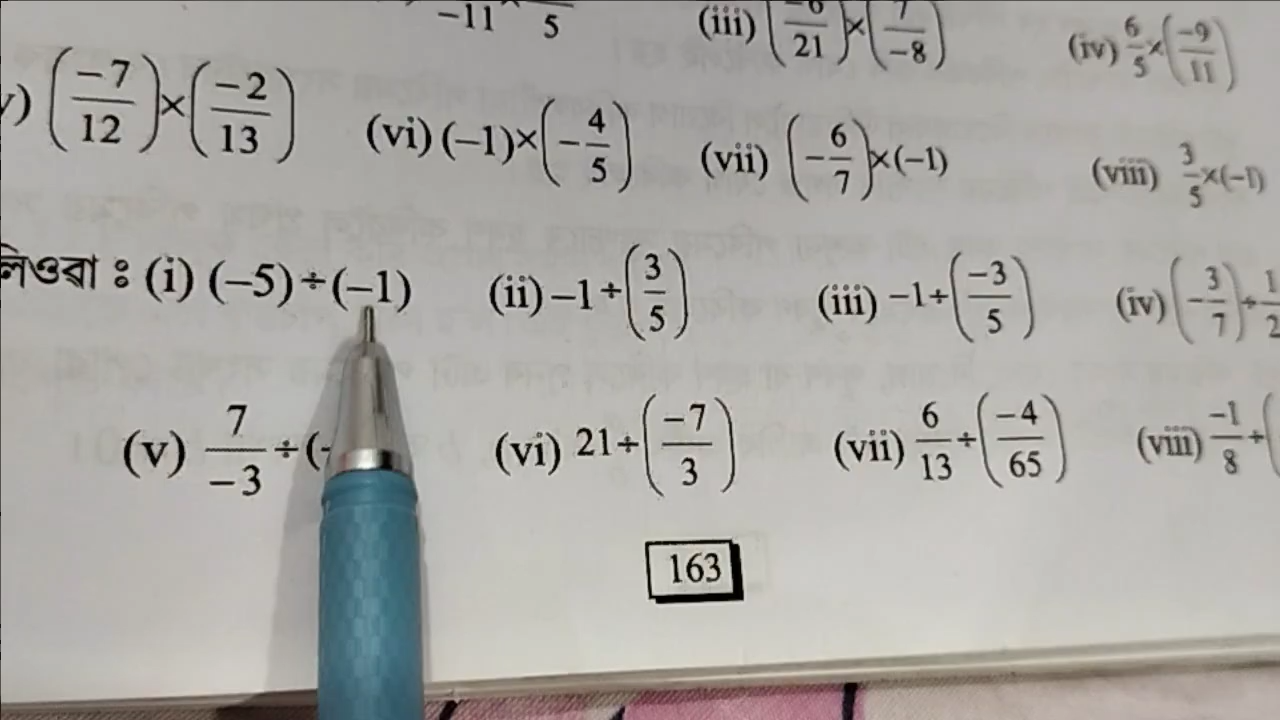 -11 × 5 (iii) (-6/21)×(7/-8) (iv) 6/5×(-9/11)
(-7/12)×(-2/13) (vi) (-1)×(-4/5) (vii) (-6/7)×(-1) (viii) 3/5×(-1)
লিওৱা ঃ (i) (-5)÷(-1) (ii) -1÷(3/5) (iii) -1÷(-3/5) (iv) (-3/7)÷1/2
(v) 7/-3÷(- (vi) 21÷(-7/3) (vii) 6/13÷(-4/65) (viii) -1/8÷(
163